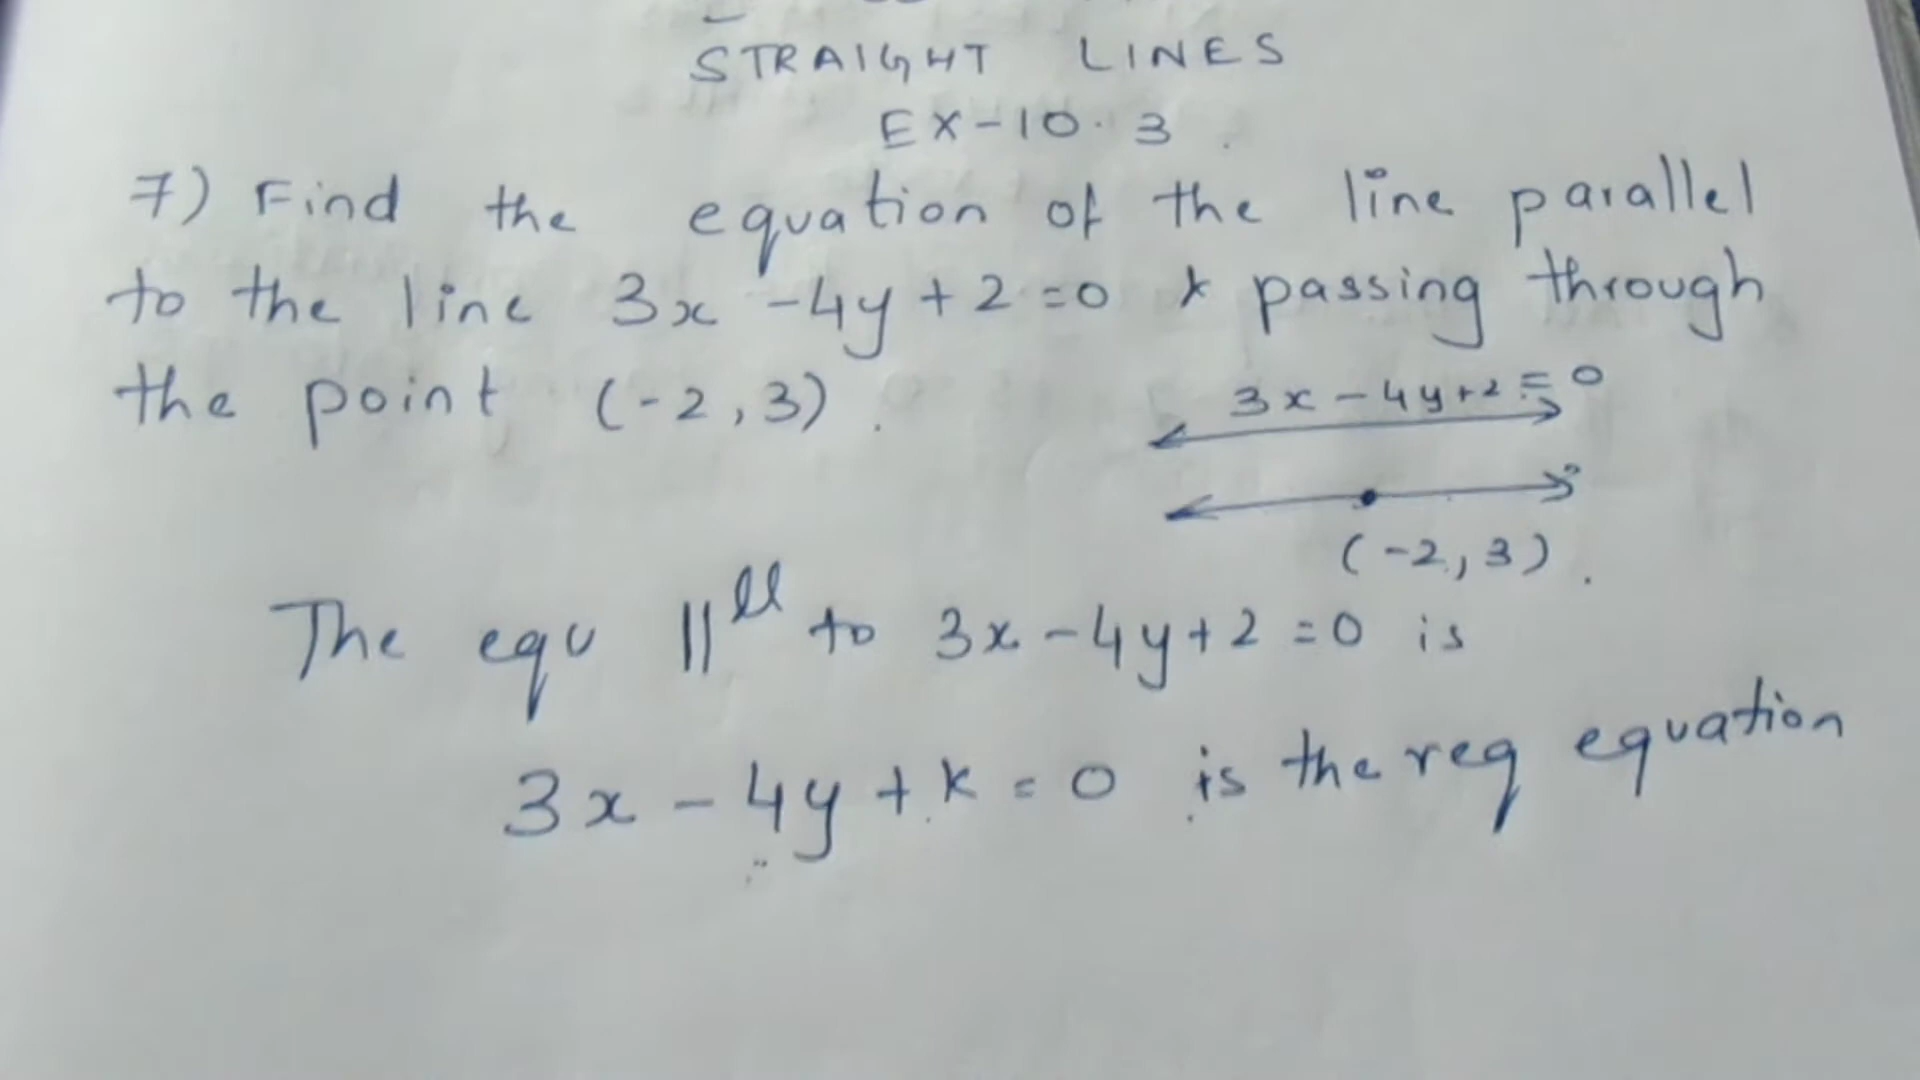 STRAIGHT LINES
EX-10.3.
7) Find the equation of the line parallel
to the line 3x -4y +2 =0 & passing through
the point (-2,3).
3x-4y+2=0
(-2,3).
The equ ||ll to 3x-4y+2=0 is
3x-4y+k=0 is the req equation